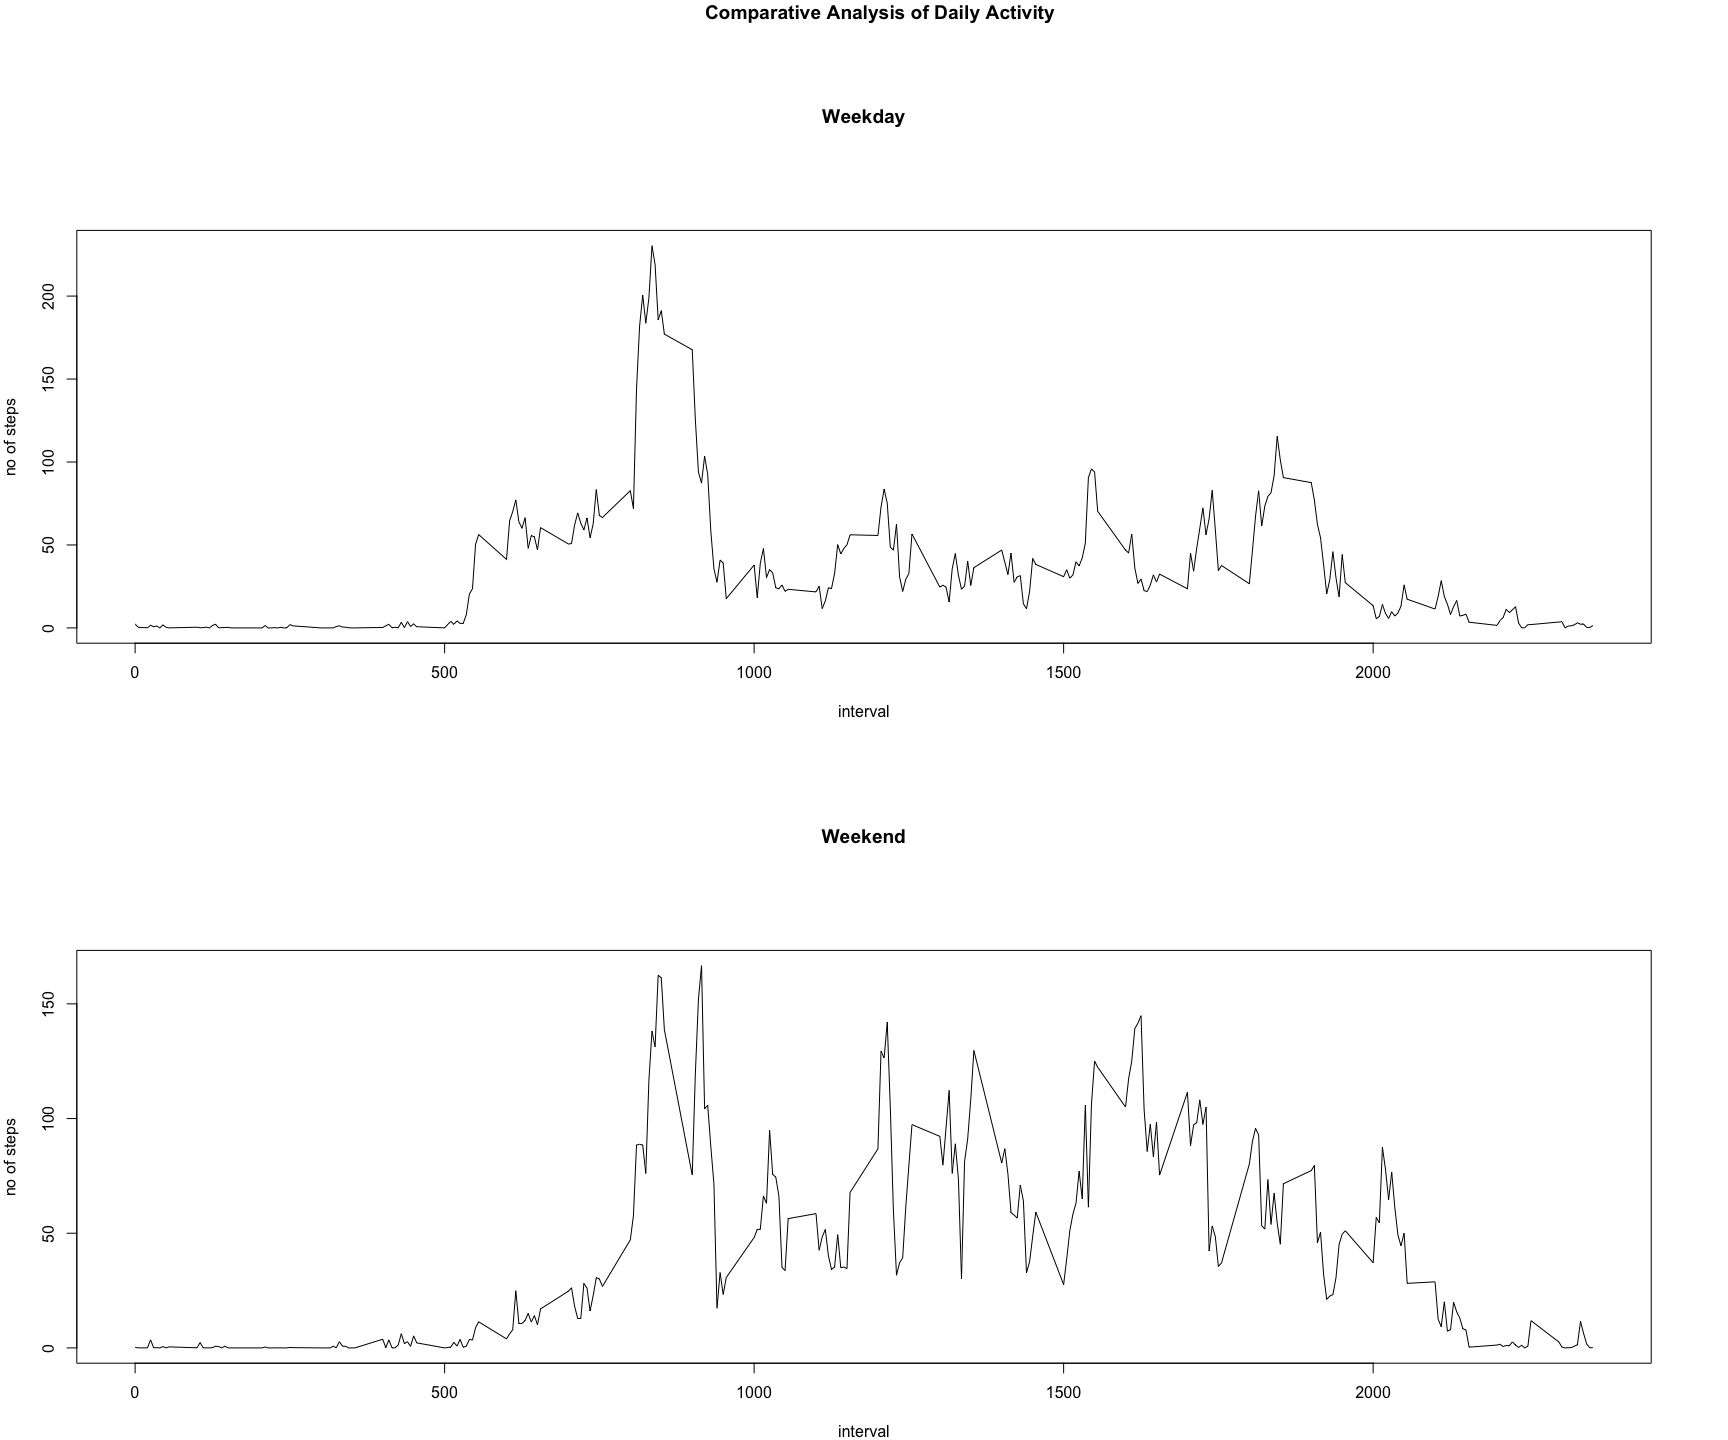 Comparative Analysis of Daily Activity
Weekday
200
150
100
50
0
no of steps
0 500 1000 1500 2000
interval
Weekend
150
100
50
0
no of steps
0 500 1000 1500 2000
interval